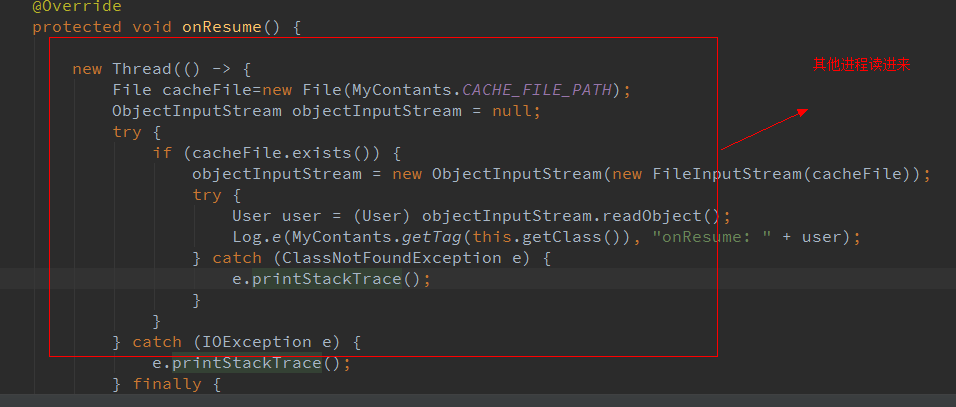 @Override
protected void onResume() {
new Thread(() -> {
其他进程读进来
File cacheFile=new File(MyContants.CACHE_FILE_PATH);
ObjectInputStream objectInputStream = null;
try {
if (cacheFile.exists()) {
objectInputStream = new ObjectInputStream(new FileInputStream(cacheFile));
try {
User user = (User) objectInputStream.readObject();
Log.e(MyContants.getTag(this.getClass()), "onResume: " + user);
} catch (ClassNotFoundException e) {
e.printStackTrace();
}
}
} catch (IOException e) {
e.printStackTrace();
} finally {